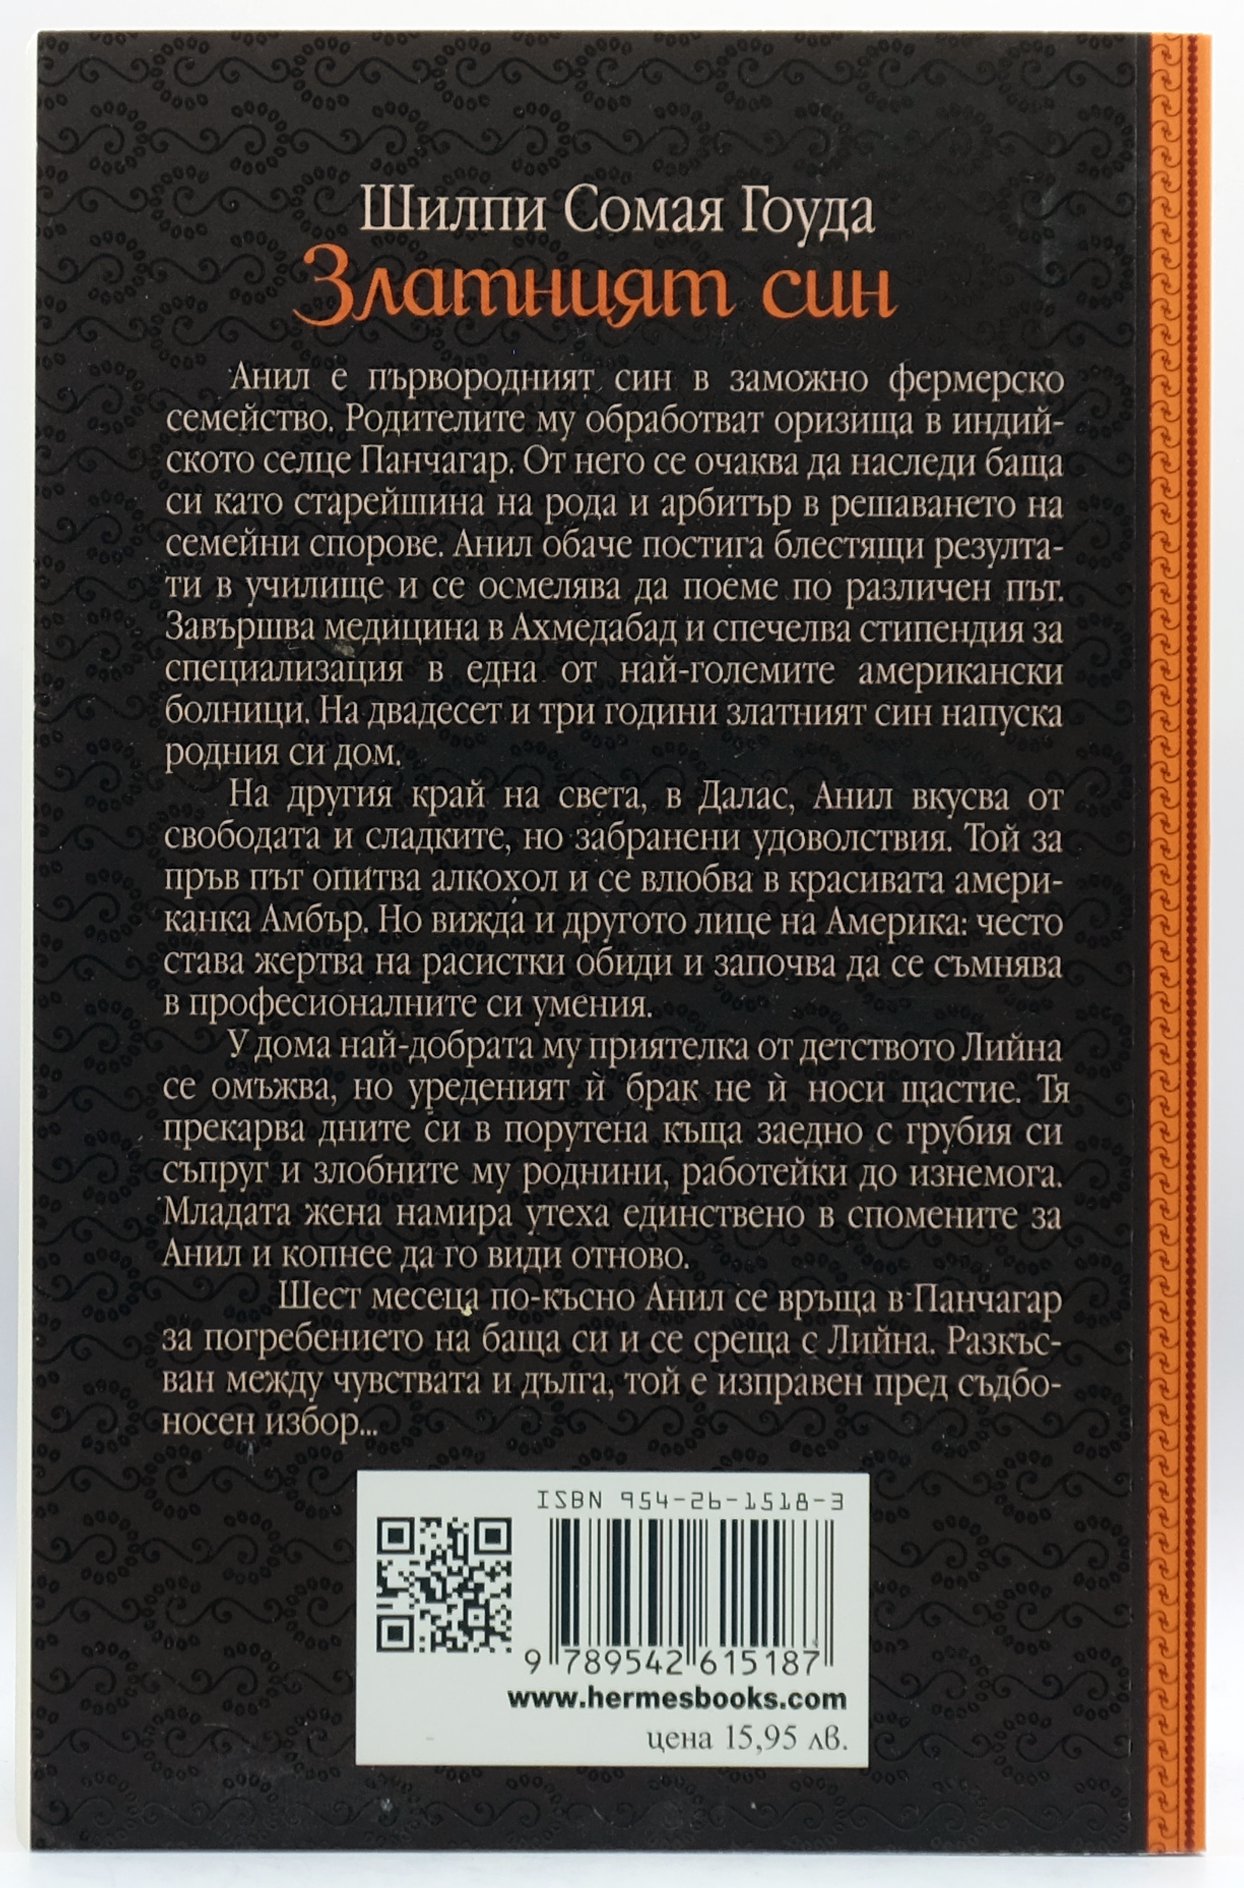 Шилпи Сомая Гоуда
Златният син
Анил е първородният син в заможно фермерско
семейство. Родителите му обработват оризища в индий-
ското селце Панчагар. От него се очаква да наследи баща
си като старейшина на рода и арбитър в решаването на
семейни спорове. Анил обаче постига блестящи резулта-
ти в училище и се осмелява да поеме по различен път.
Завършва медицина в Ахмедабад и спечелва стипендия за
специализация в една от най-големите американски
болници. На двадесет и три години златният син напуска
родния си дом.
На другия край на света, в Далас, Анил вкусва от
свободата и сладките, но забранени удоволствия. Той за
пръв път опитва алкохол и се влюбва в красивата амери-
канка Амбър. Но вижда и другото лице на Америка: често
става жертва на расистки обиди и започва да се съмнява
в професионалните си умения.
У дома най-добрата му приятелка от детството Лийна
се омъжва, но уреденият ѝ брак не ѝ носи щастие. Тя
прекарва дните си в порутена къща заедно с грубия си
съпруг и злобните му роднини, работейки до изнемога.
Младата жена намира утеха единствено в спомените за
Анил и копнее да го види отново.
Шест месеца по-късно Анил се връща в Панчагар
за погребението на баща си и се среща с Лийна. Разкъс-
ван между чувствата и дълга, той е изправен пред съдбо-
носен избор...
ISBN 954-26-1518-3
9 789542 615187
www.hermesbooks.com
цена 15,95 лв.